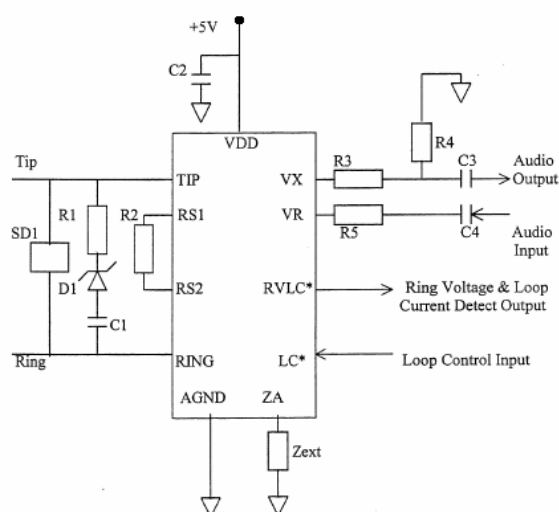 +5V
C2
VDD
Tip
TIP
VX
R3
R4
C3
Audio
Output
R1
R2
RS1
VR
R5
C4
Audio
Input
SD1
D1
RS2
RVLC*
Ring Voltage & Loop
Current Detect Output
C1
Ring
RING
LC*
Loop Control Input
AGND
ZA
Zext